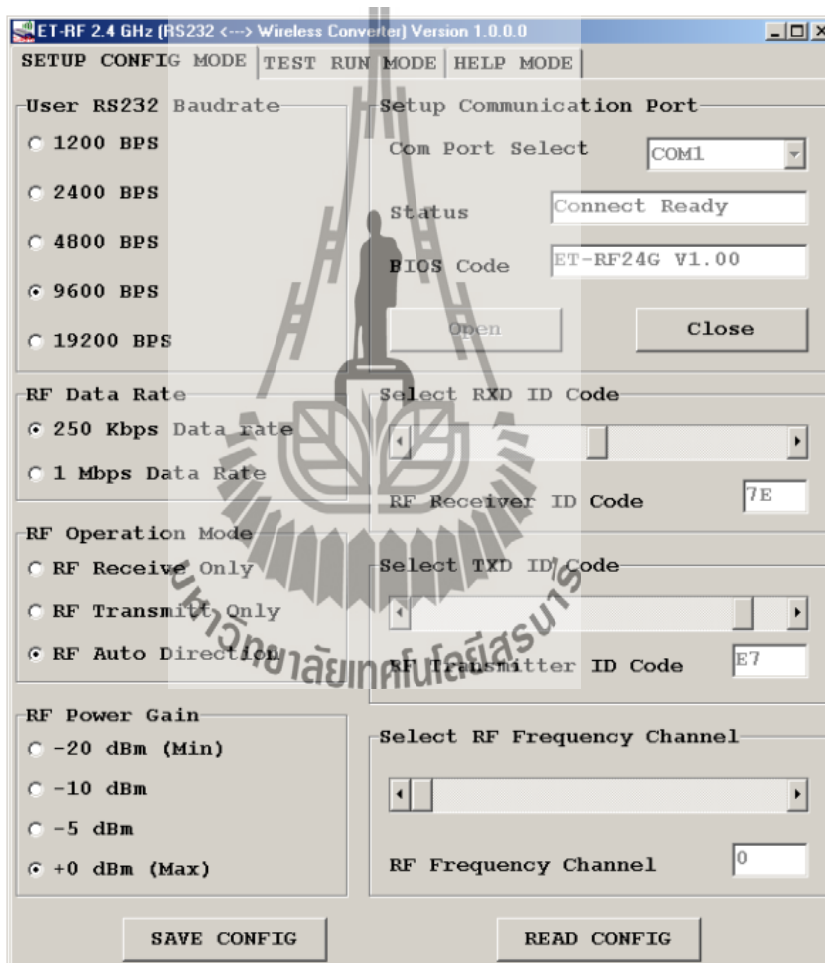 ET-RF 2.4 GHz (RS232 <---> Wireless Converter) Version 1.0.0.0
SETUP CONFIG MODE
TEST RUN MODE
HELP MODE
User RS232 Baudrate
1200 BPS
2400 BPS
4800 BPS
9600 BPS
19200 BPS
Setup Communication Port
Com Port Select
COM1
Status
Connect Ready
BIOS Code
ET-RF24G V1.00
Open
Close
RF Data Rate
250 Kbps Data rate
1 Mbps Data Rate
Select RXD ID Code
RF Receiver ID Code
7E
RF Operation Mode
RF Receive Only
RF Transmitt Only
RF Auto Direction
Select TXD ID Code
RF Transmitter ID Code
E7
มหาวิทยาลัยเทคโนโลยีสุรนารี
RF Power Gain
-20 dBm (Min)
-10 dBm
-5 dBm
+0 dBm (Max)
Select RF Frequency Channel
RF Frequency Channel
0
SAVE CONFIG
READ CONFIG